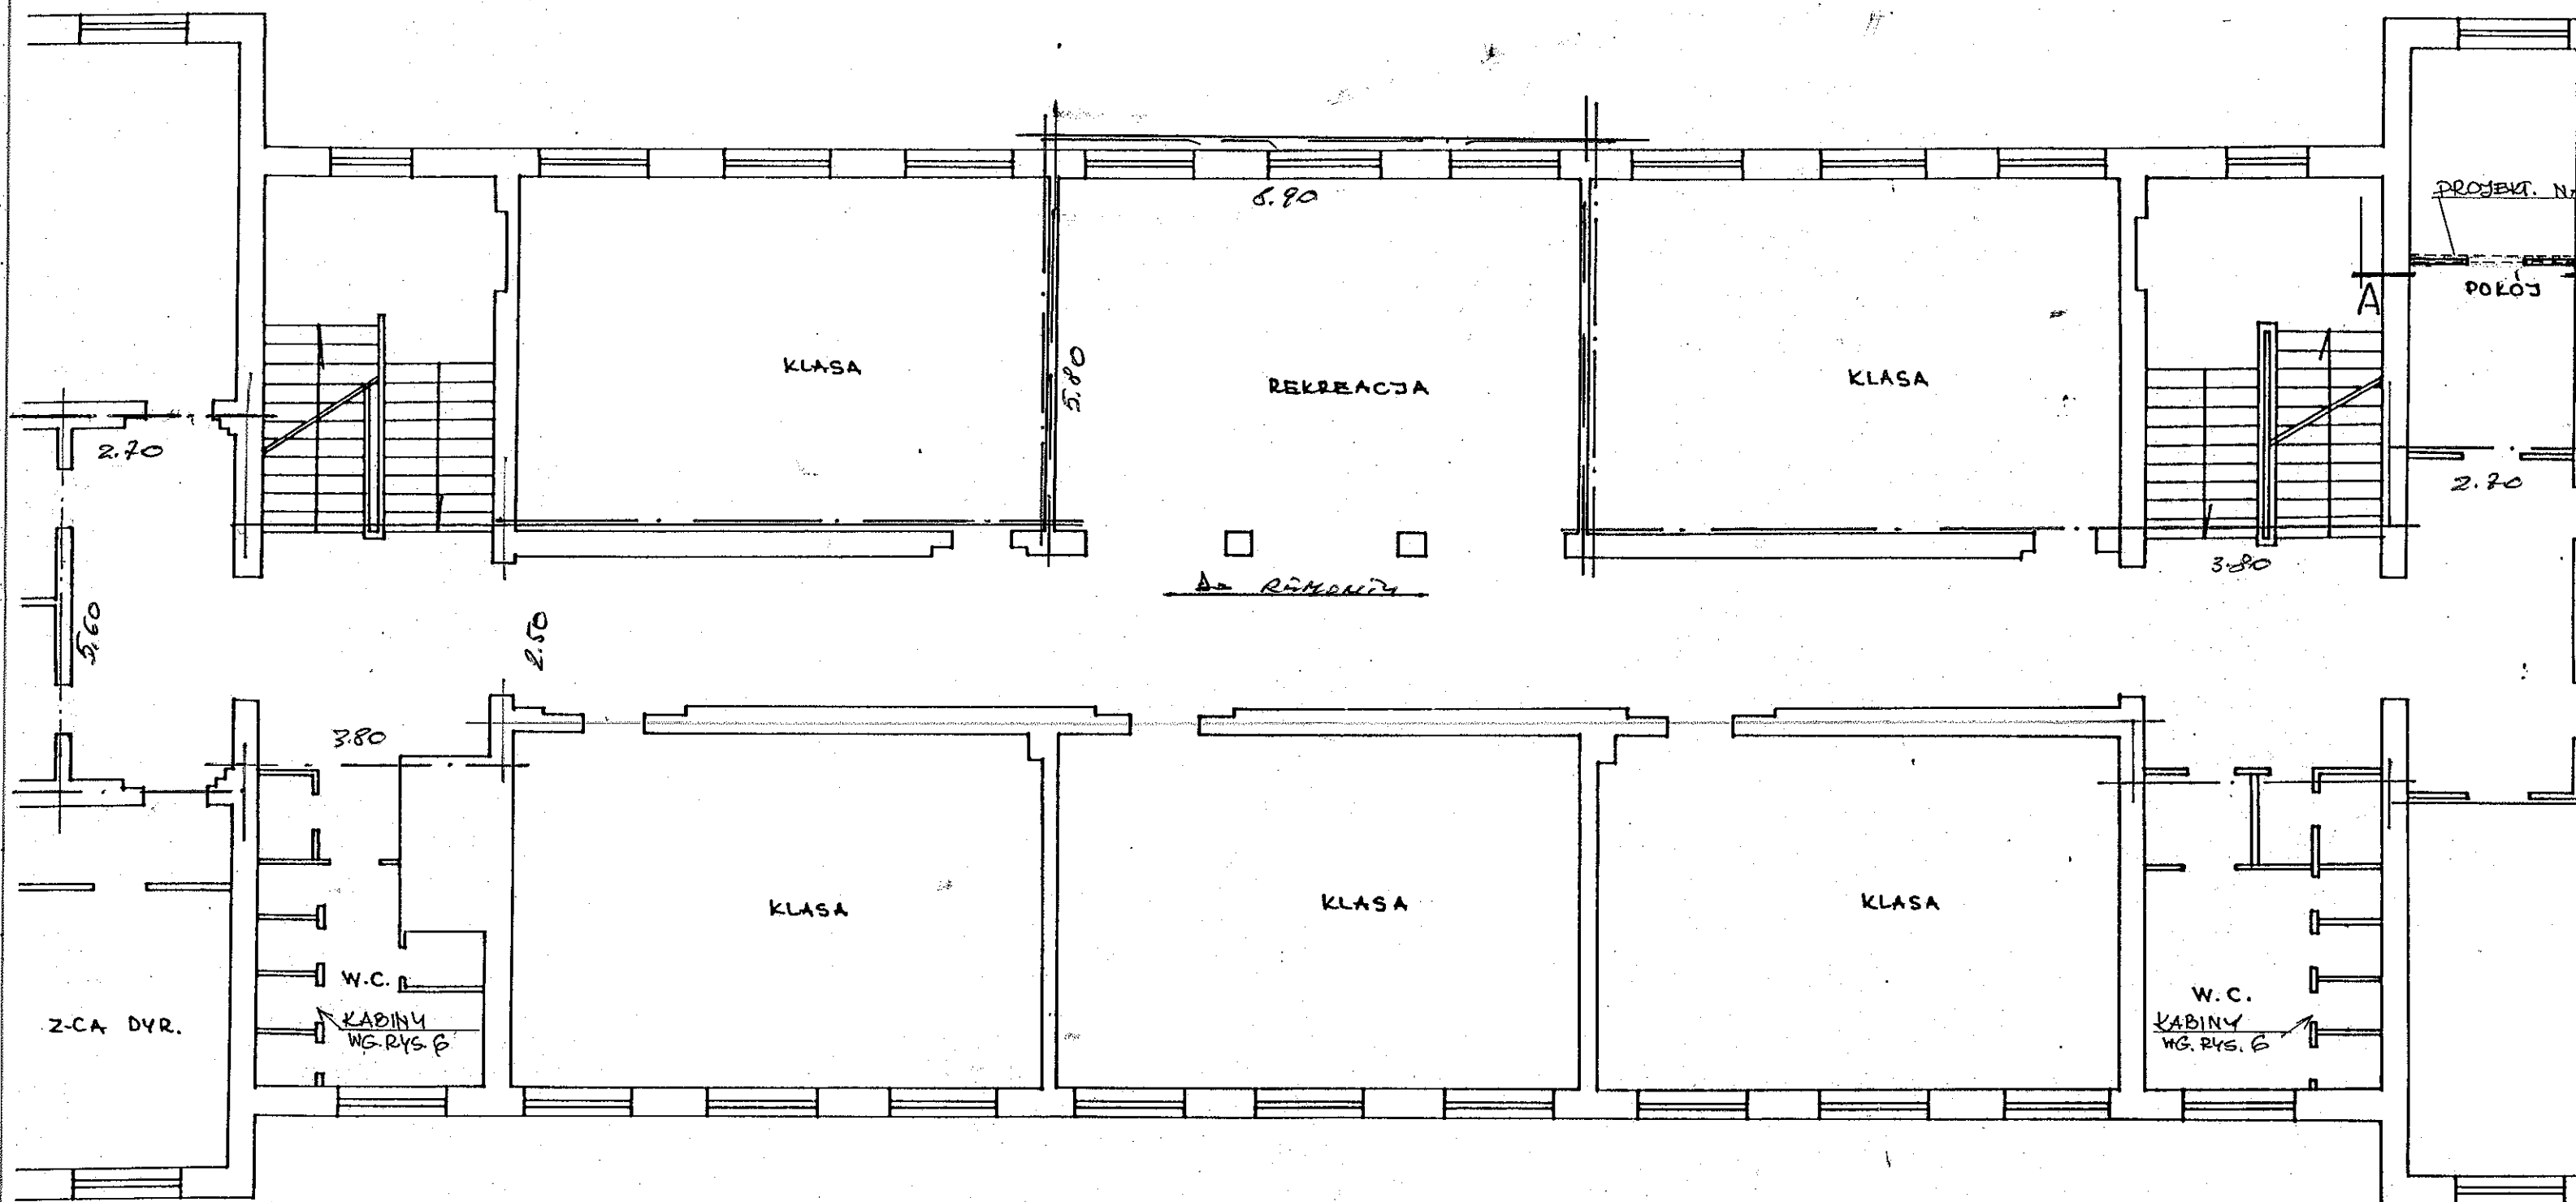 PROJEKT.
6.90
POKÓJ
A
KLASA
5.80
REKREACJA
KLASA
2.70
2.70
3.80
5.60
2.50
3.80
KLASA
KLASA
KLASA
W.C.
KABINY
WG.RYS. 6
Z-CA DYR.
W.C.
KABINY
WG. RYS. 6